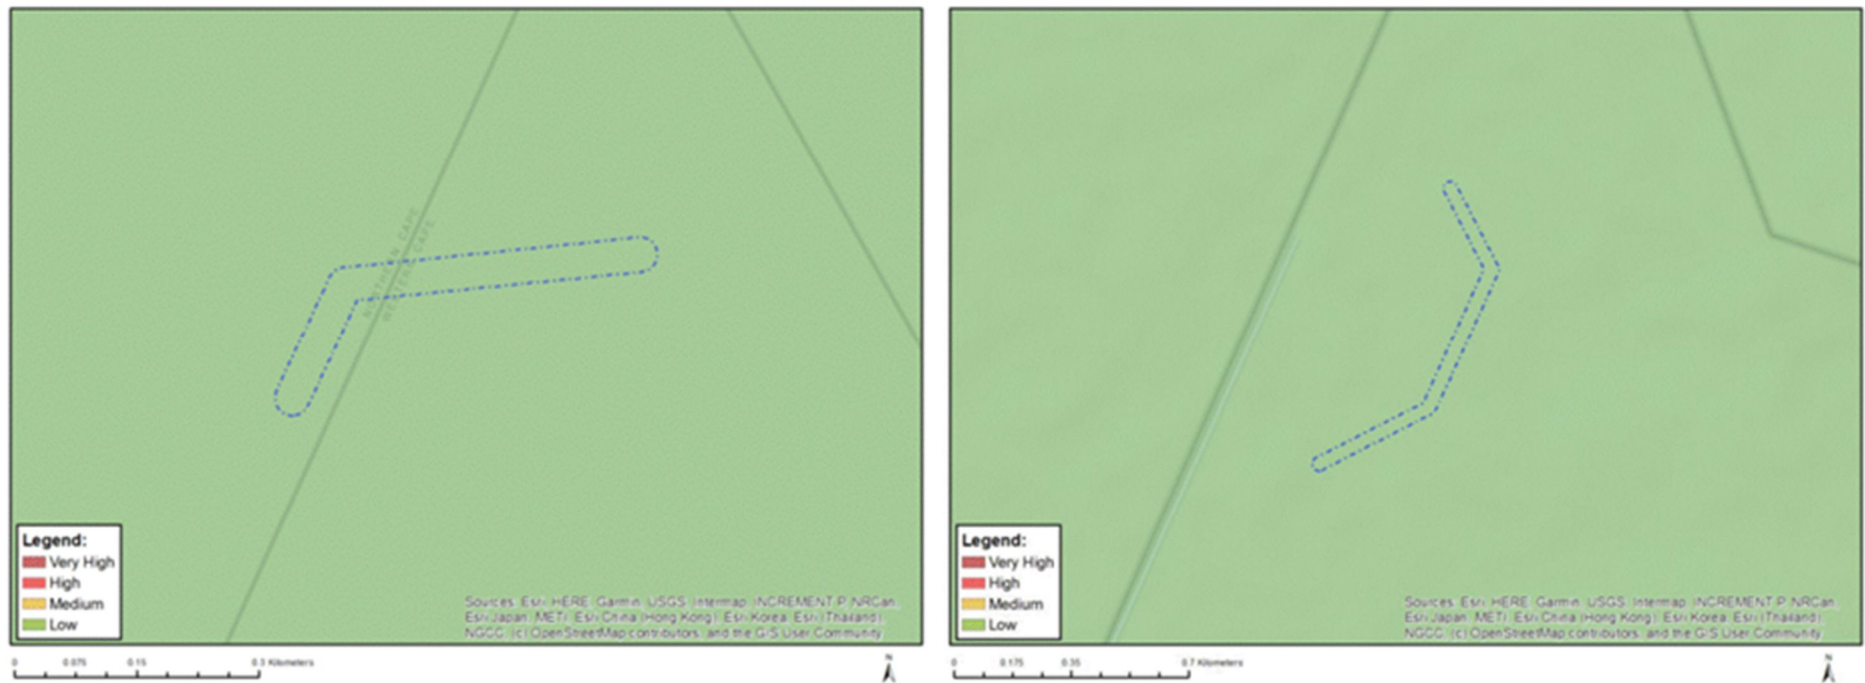 NORTHERN CAPE
WESTERN CAPE
Legend:
Very High
High
Medium
Low
Sources: Esri, HERE, Garmin, USGS, Intermap, INCREMENT P, NRCan,
Esri Japan, METI, Esri China (Hong Kong), Esri Korea, Esri (Thailand),
NGCC, (c) OpenStreetMap contributors, and the GIS User Community
0 0.075 0.15 0.3 Kilometers
N
Legend:
Very High
High
Medium
Low
Sources: Esri, HERE, Garmin, USGS, Intermap, INCREMENT P, NRCan,
Esri Japan, METI, Esri China (Hong Kong), Esri Korea, Esri (Thailand),
NGCC, (c) OpenStreetMap contributors, and the GIS User Community
0 0.175 0.35 0.7 Kilometers
N